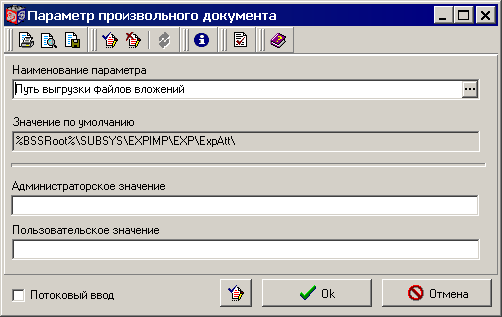 Параметр произвольного документа
Наименование параметра
Путь выгрузки файлов вложений
Значение по умолчанию
%BSSRoot%\SUBSYS\EXPIMP\EXP\ExpAtt\
Администраторское значение
Пользовательское значение
Потоковый ввод
Ok
Отмена